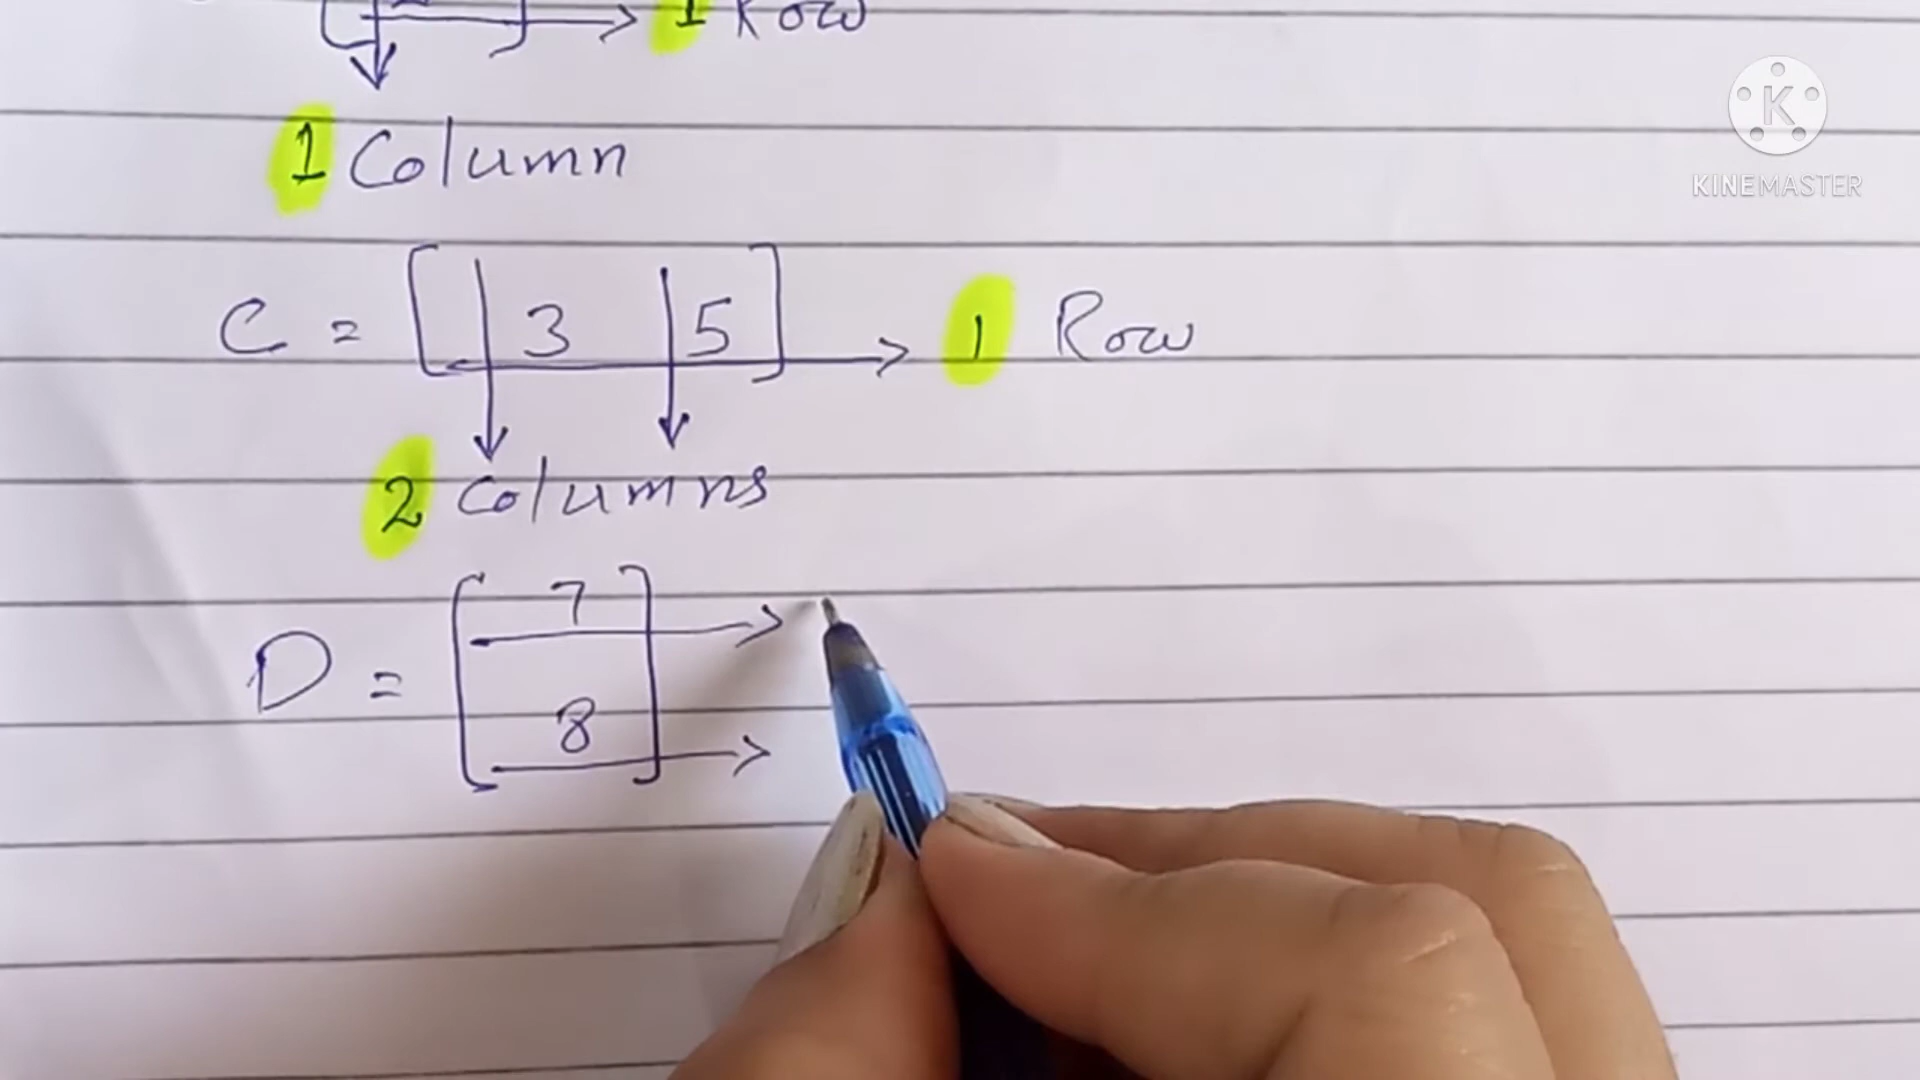 1 Row
1 Column
C = [ 3 5 ] → 1 Row
2 Columns
D = [ 7
8 ]
KINEMASTER